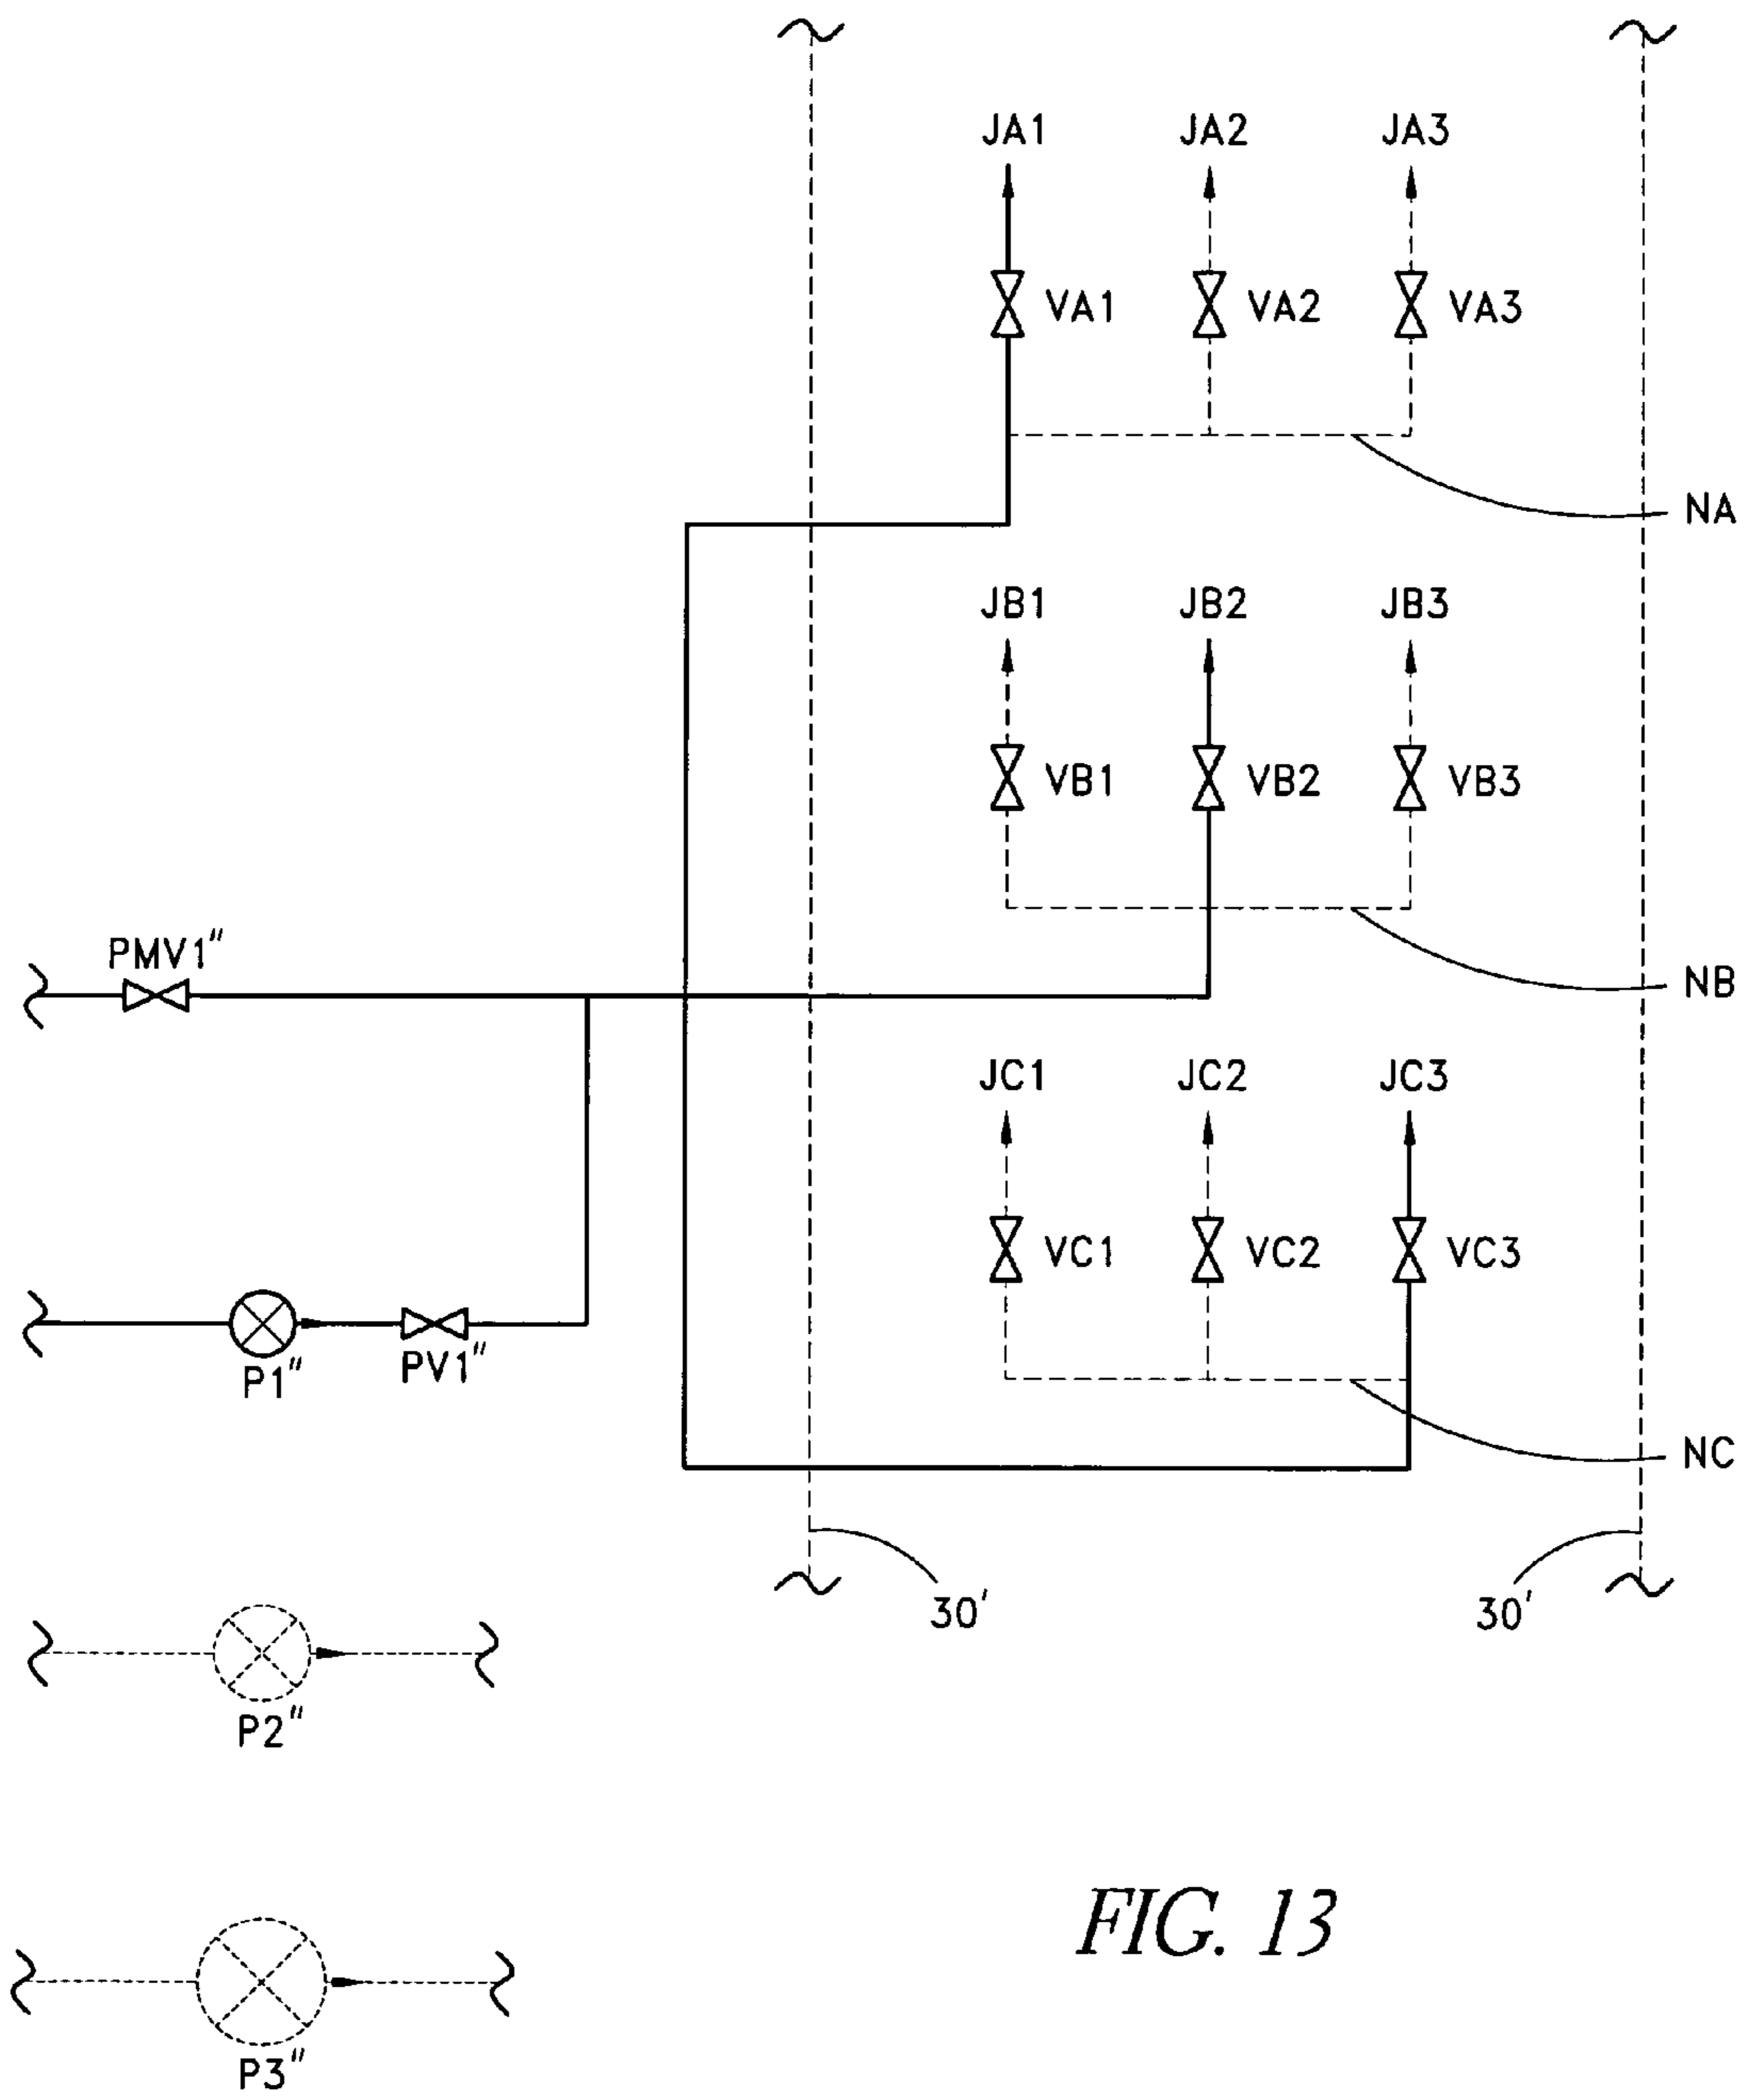 JA1 JA2 JA3
VA1 VA2 VA3
NA
JB1 JB2 JB3
VB1 VB2 VB3
PMV1"
NB
JC1 JC2 JC3
VC1 VC2 VC3
P1" PV1"
NC
30' 30'
P2"
FIG. 13
P3"